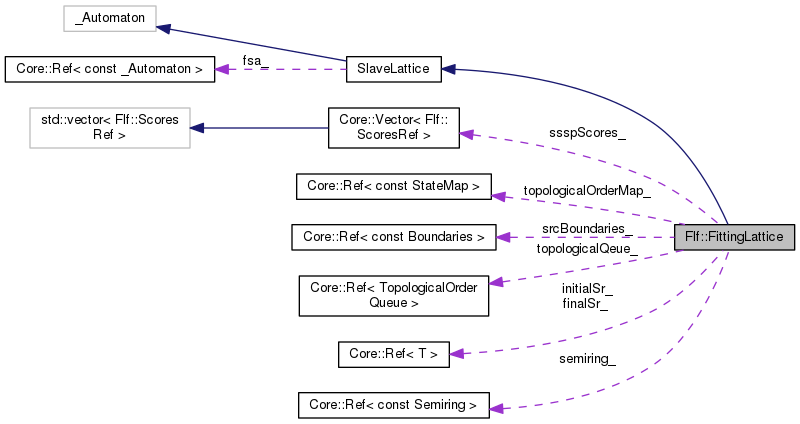 _Automaton
fsa_
Core::Ref< const _Automaton >
SlaveLattice
std::vector< Flf::Scores
Ref >
Core::Vector< Flf::
ScoresRef >
ssspScores_
Core::Ref< const StateMap >
topologicalOrderMap_
Core::Ref< const Boundaries >
srcBoundaries_
Flf::FittingLattice
topologicalQeue_
Core::Ref< TopologicalOrder
Queue >
initialSr_
finalSr_
Core::Ref< T >
semiring_
Core::Ref< const Semiring >